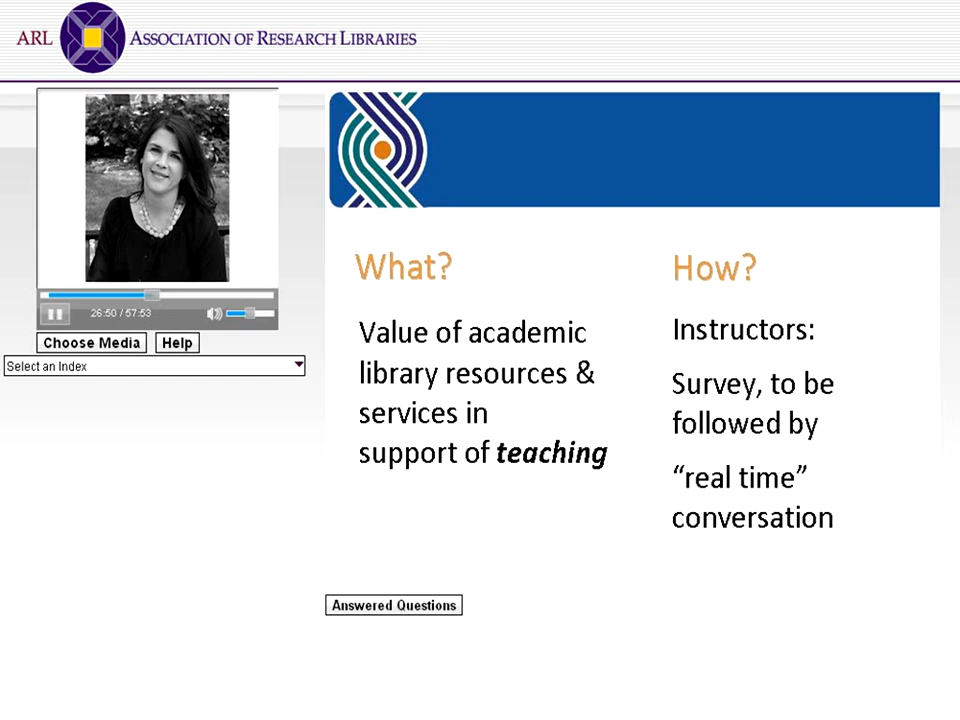 ARL ASSOCIATION OF RESEARCH LIBRARIES
26:50 / 57:53
Choose Media
Help
Select an Index
What?
Value of academic
library resources &
services in
support of teaching
How?
Instructors:
Survey, to be
followed by
“real time”
conversation
Answered Questions